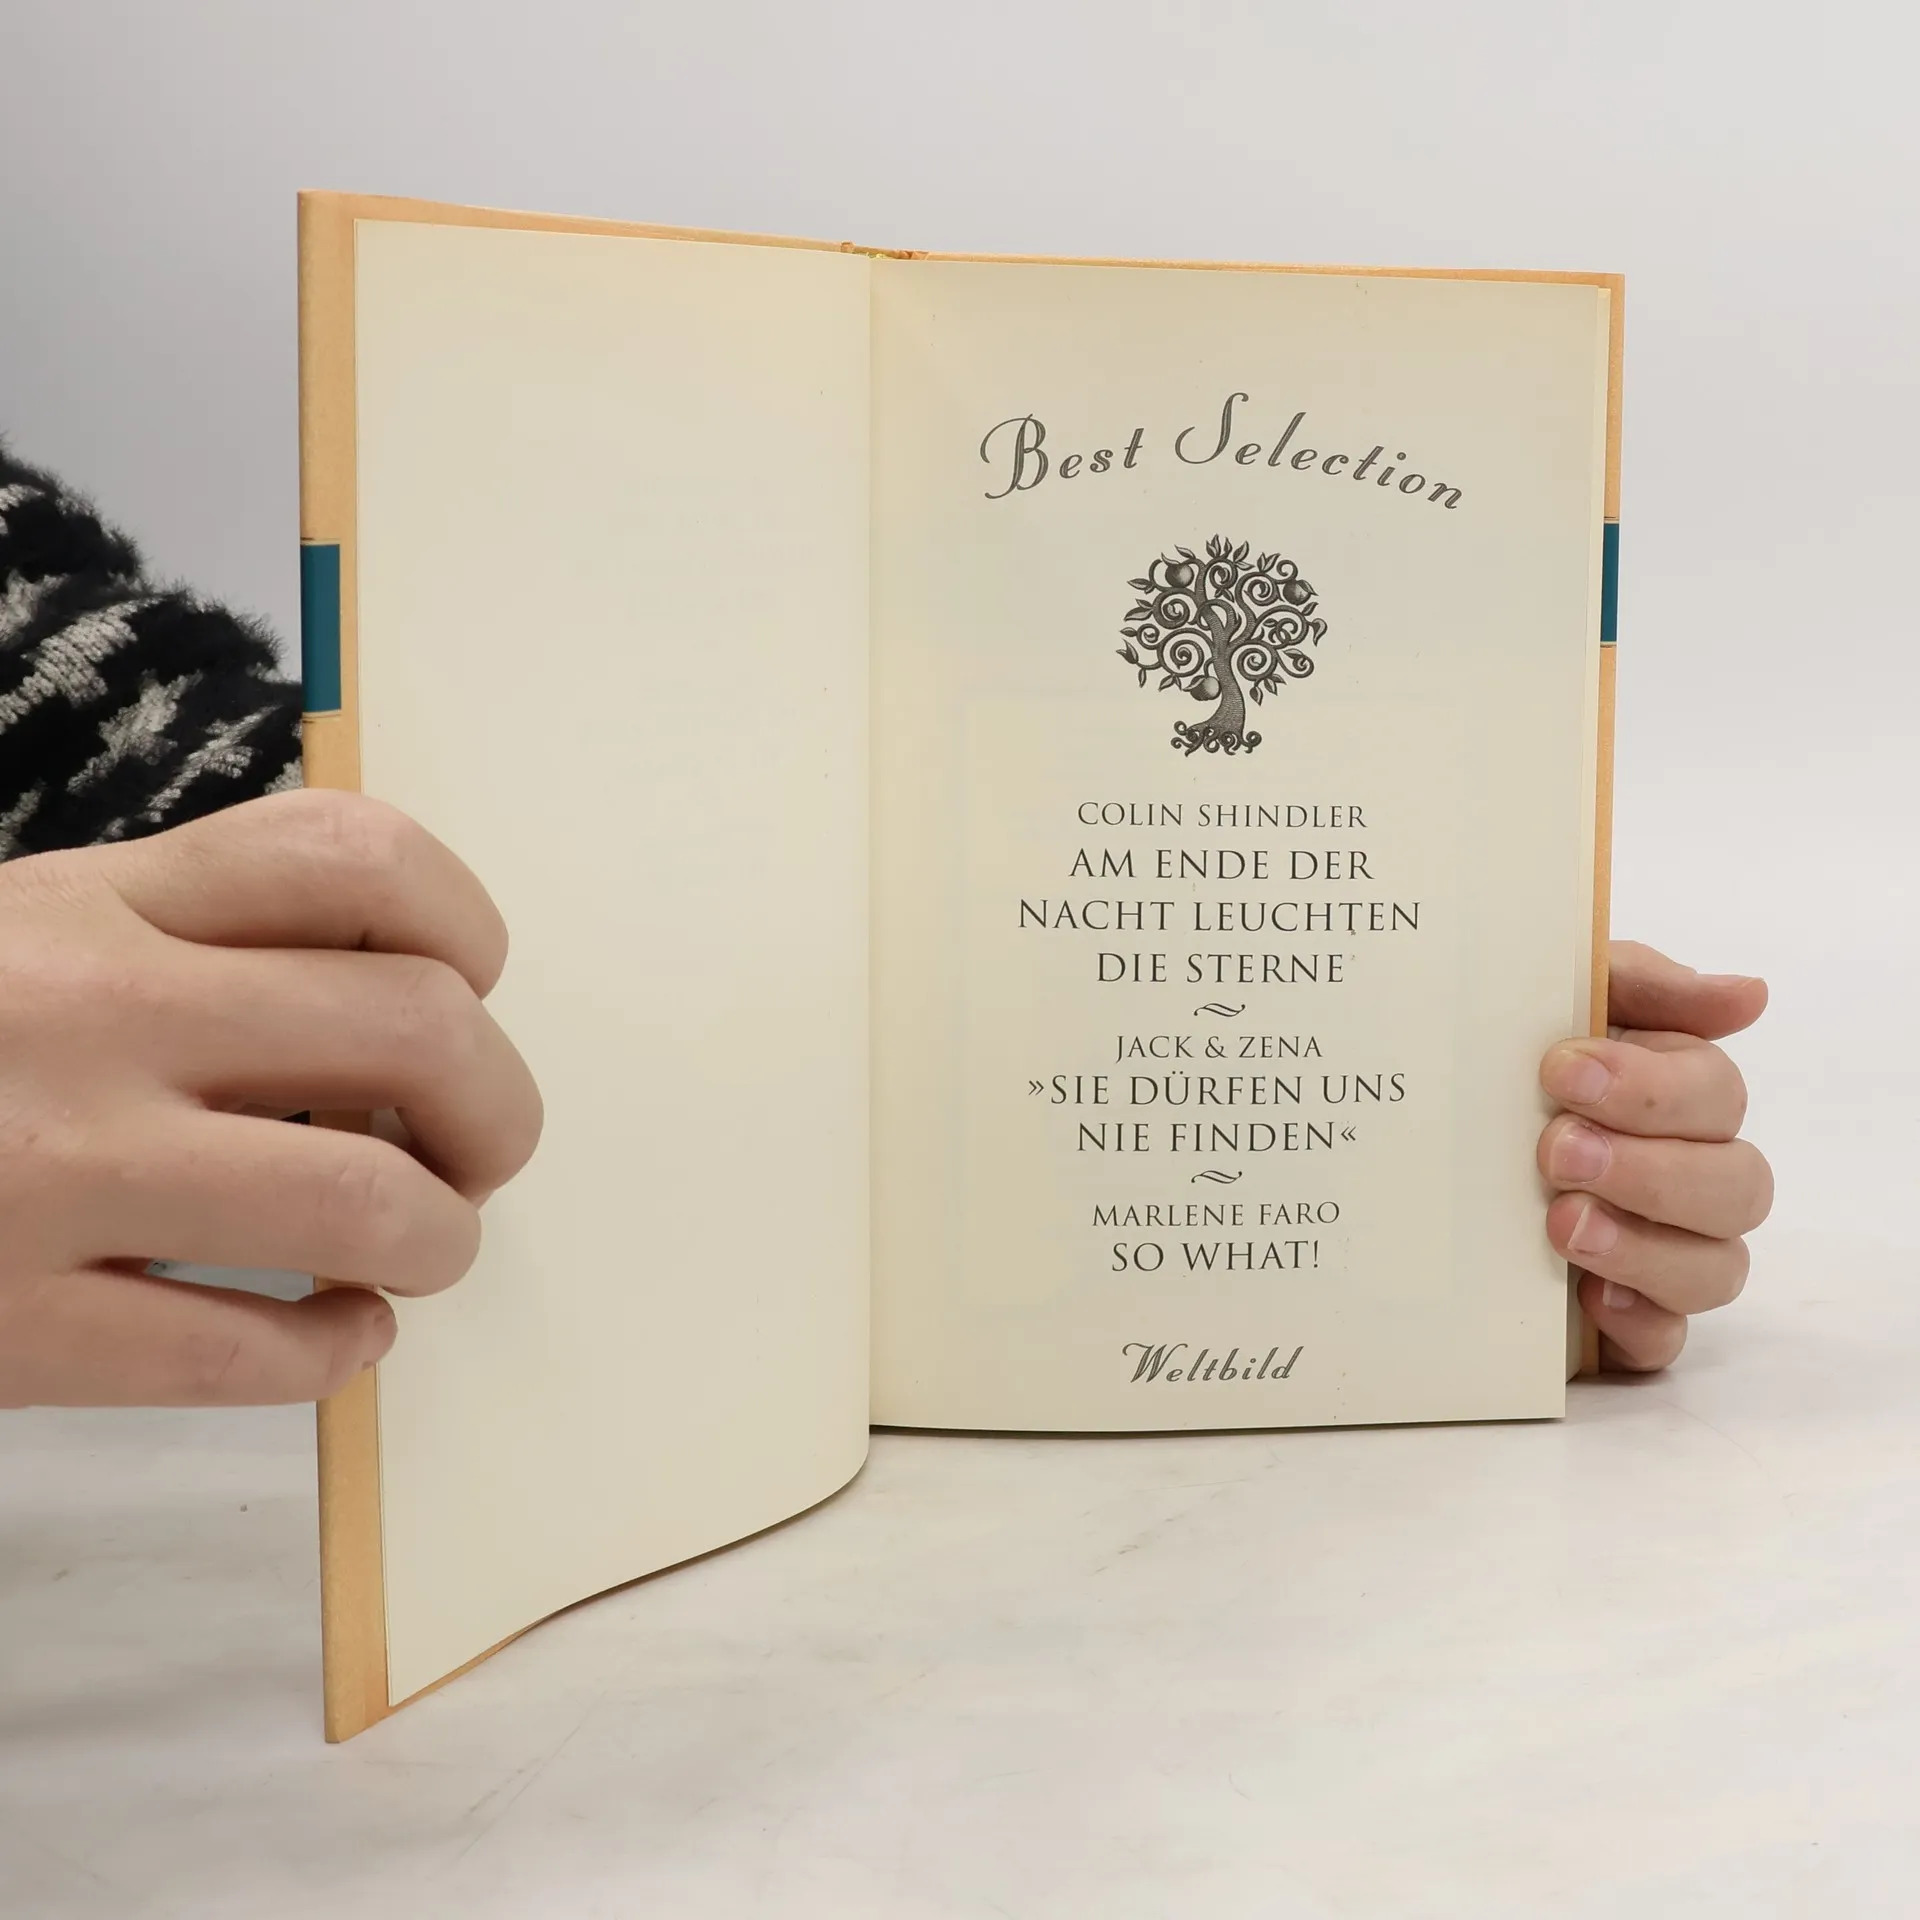 Best Selection
COLIN SHINDLER
AM ENDE DER
NACHT LEUCHTEN
DIE STERNE
JACK & ZENA
»SIE DÜRFEN UNS
NIE FINDEN«
MARLENE FARO
SO WHAT!
Weltbild